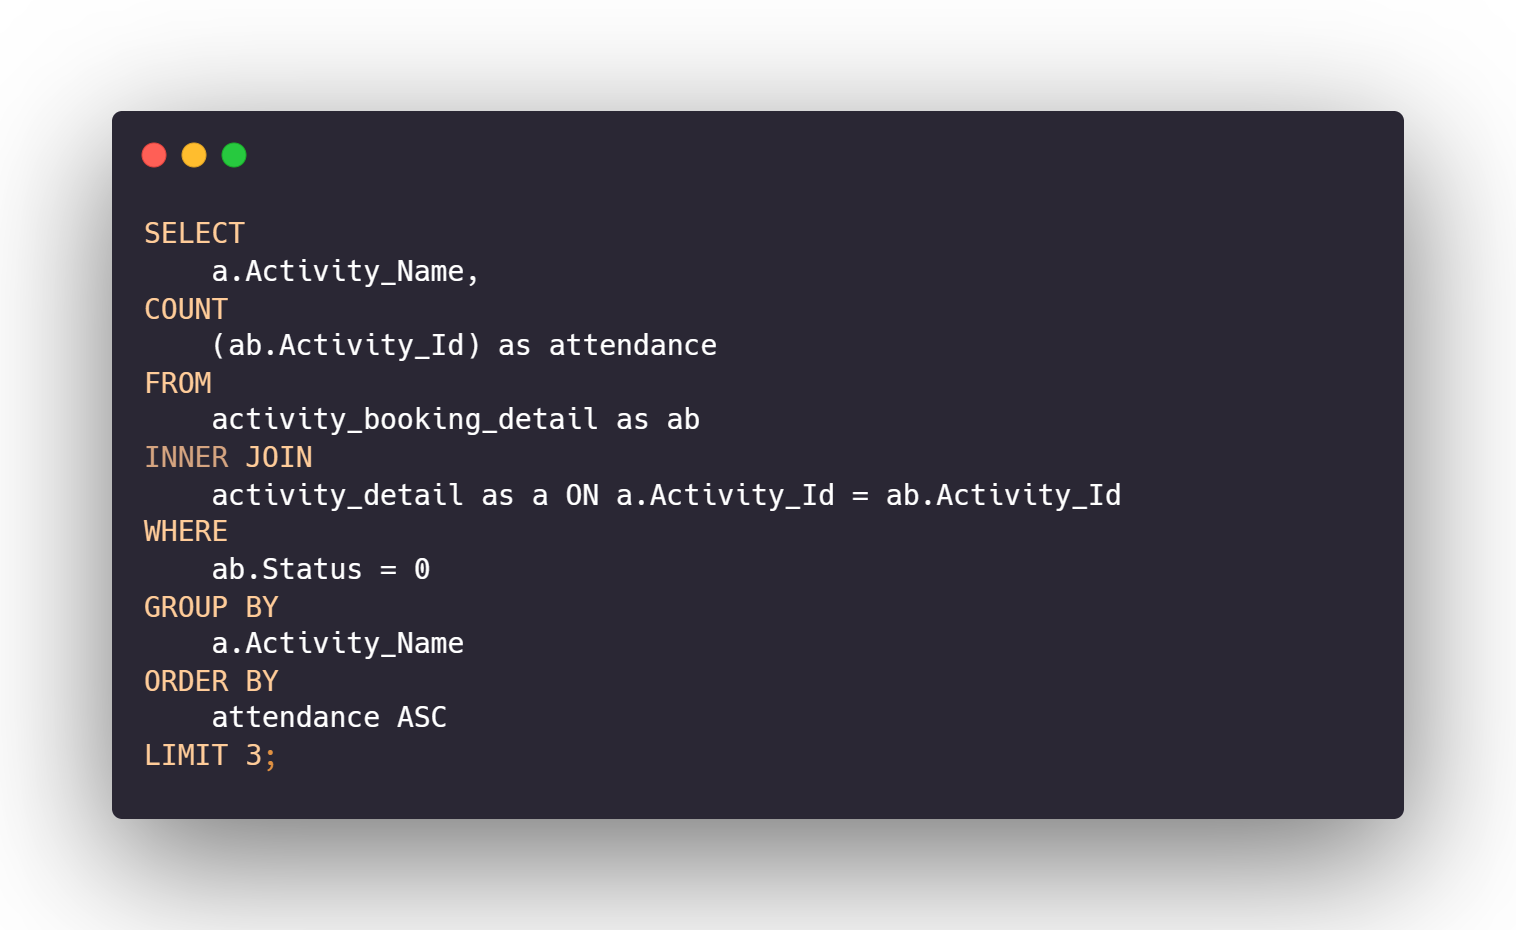 SELECT
    a.Activity_Name,
COUNT
    (ab.Activity_Id) as attendance
FROM
    activity_booking_detail as ab
INNER JOIN
    activity_detail as a ON a.Activity_Id = ab.Activity_Id
WHERE
    ab.Status = 0
GROUP BY
    a.Activity_Name
ORDER BY
    attendance ASC
LIMIT 3;